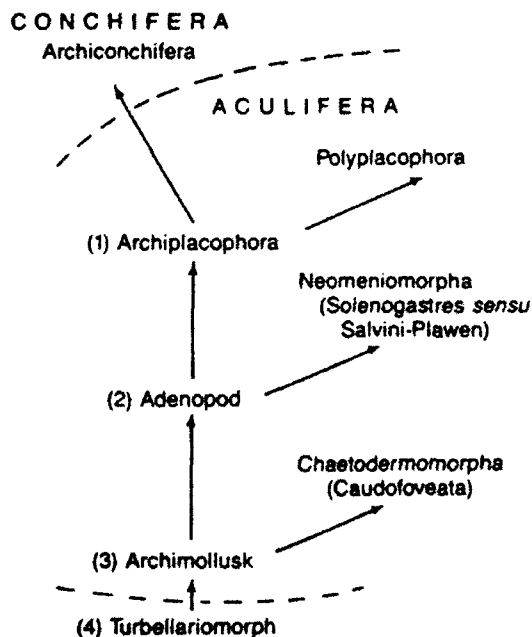 CONCHIFERA
Archiconchifera
ACULIFERA
Polyplacophora
(1) Archiplacophora
Neomeniomorpha
(Solenogastres sensu
Salvini-Plawen)
(2) Adenopod
Chaetodermomorpha
(Caudofoveata)
(3) Archimollusk
(4) Turbellariomorph